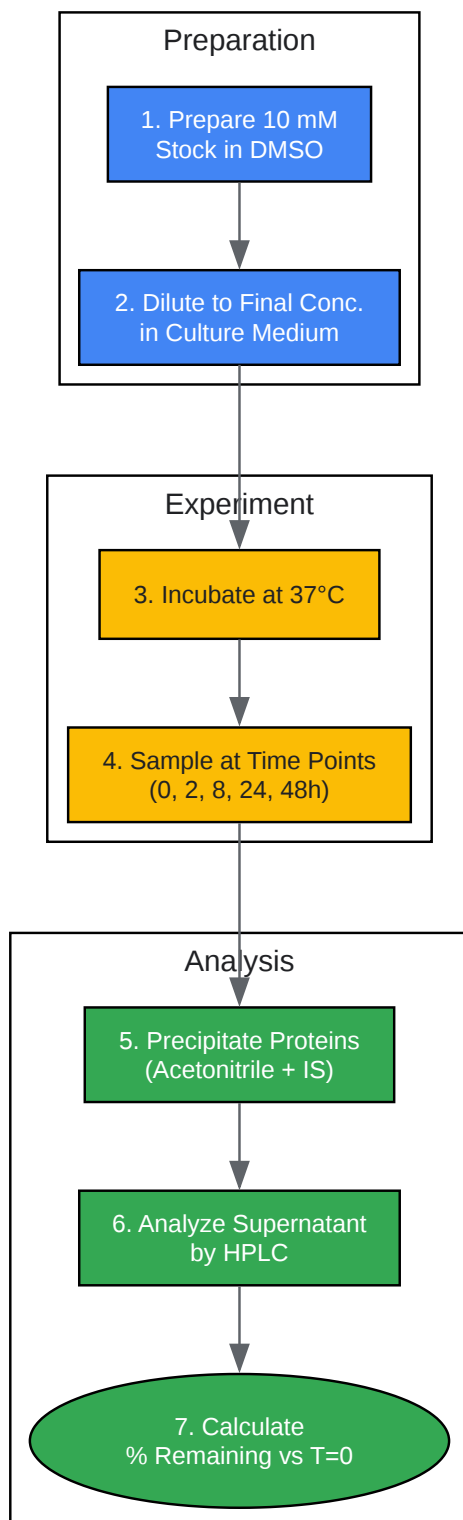 Preparation
1. Prepare 10 mM
Stock in DMSO
2. Dilute to Final Conc.
in Culture Medium
Experiment
3. Incubate at 37°C
4. Sample at Time Points
(0, 2, 8, 24, 48h)
Analysis
5. Precipitate Proteins
(Acetonitrile + IS)
6. Analyze Supernatant
by HPLC
7. Calculate
% Remaining vs T=0